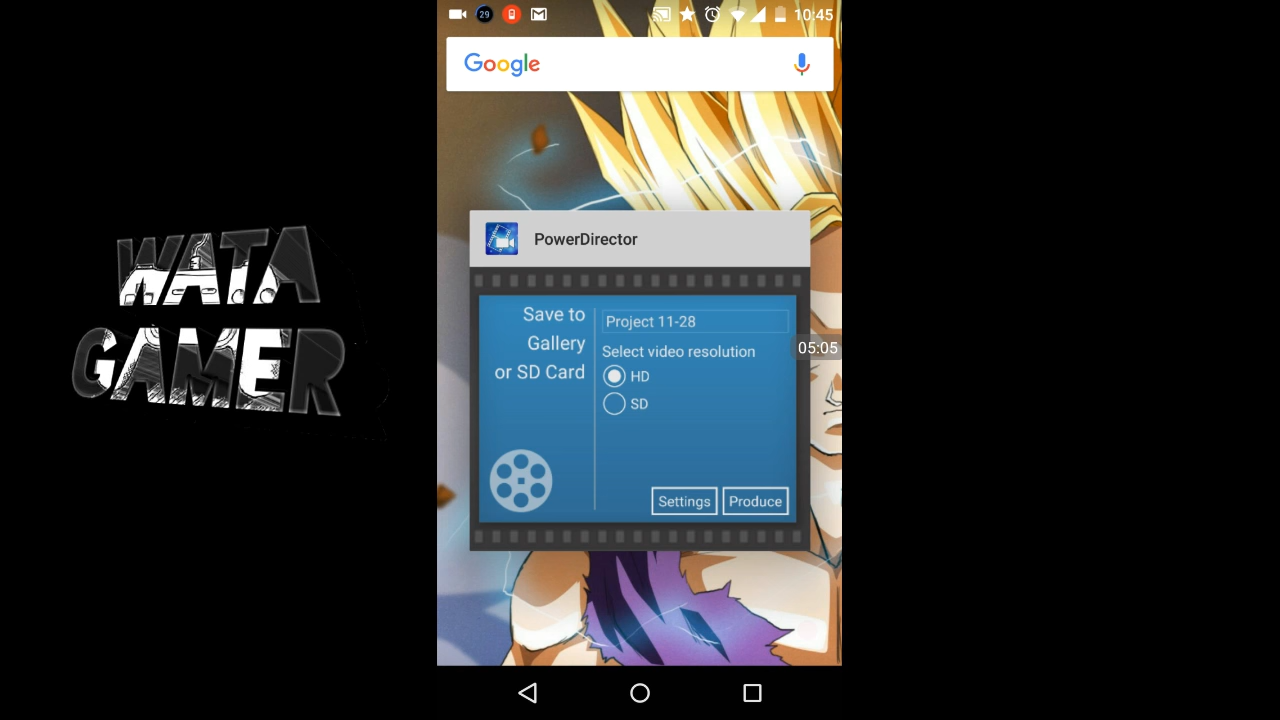 29
10:45
Google
PowerDirector
Save to
Gallery
or SD Card
Project 11-28
Select video resolution
HD
SD
Settings
Produce
05:05
WATA
GAMER